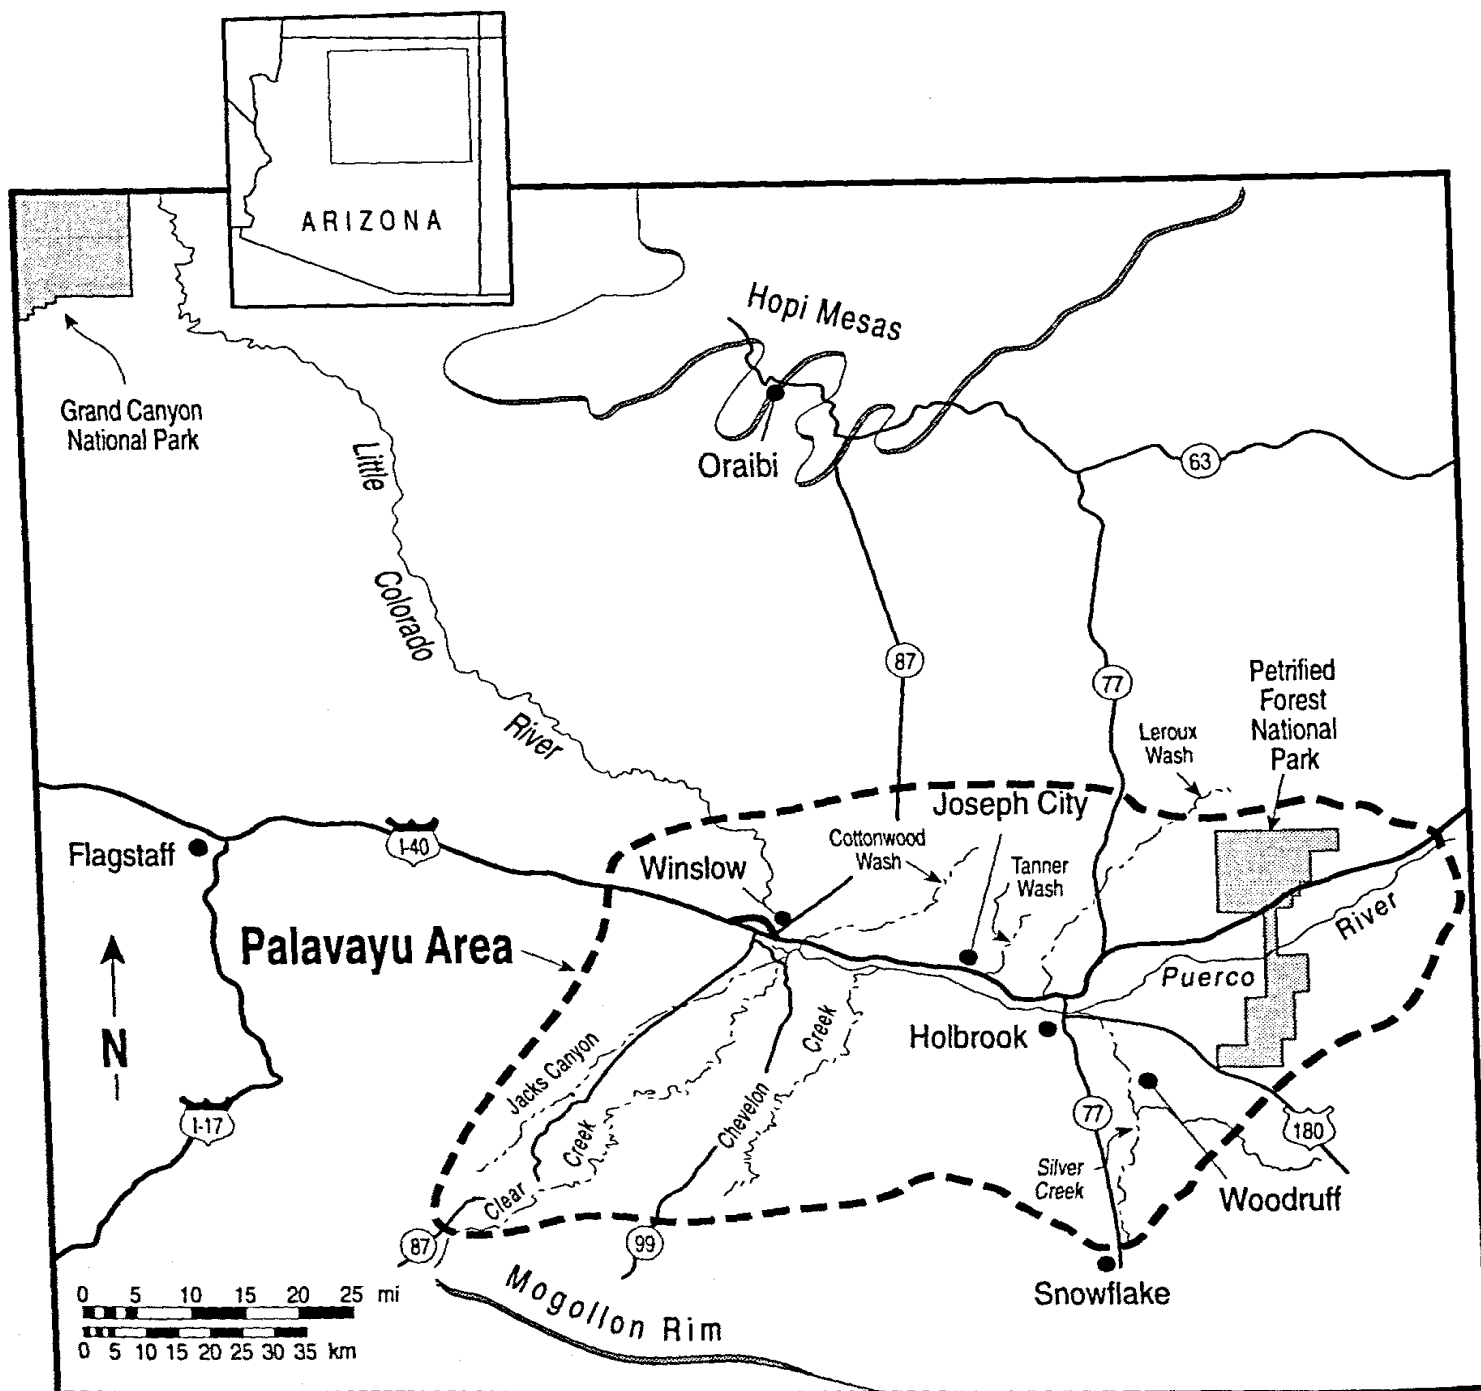 ARIZONA
Hopi Mesas
Grand Canyon
National Park
Oraibi
63
Little
Colorado
River
87
77
Petrified
Forest
National
Park
Leroux
Wash
Joseph City
Cottonwood
Wash
Tanner
Wash
Flagstaff
I-40
Winslow
Palavayu Area
River
Puerco
N
Holbrook
Jacks Canyon
Creek
Chevelon
Creek
Clear
I-17
77
180
Silver
Creek
Woodruff
87
99
Snowflake
Mogollon Rim
0 5 10 15 20 25 mi
0 5 10 15 20 25 30 35 km